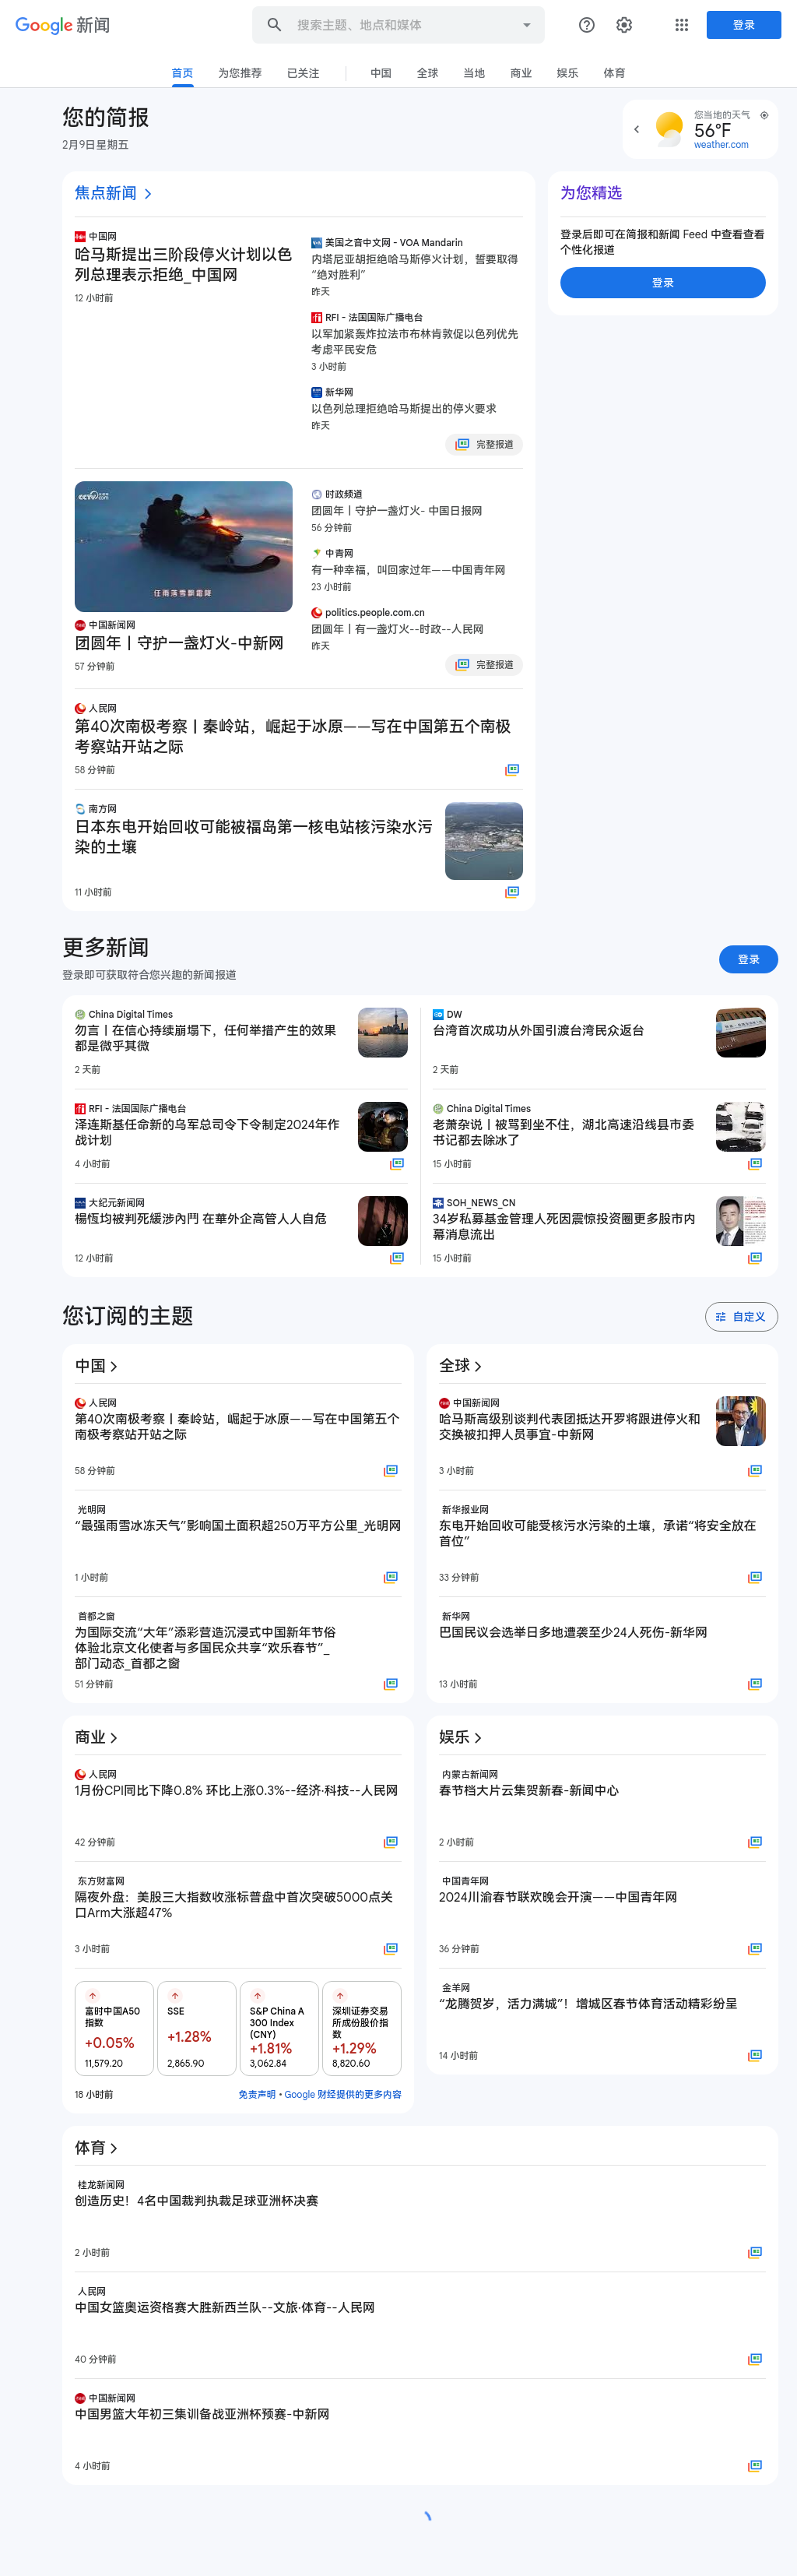 Google 新闻
搜索主题、地点和媒体
登录
首页
为您推荐
已关注
中国
全球
当地
商业
娱乐
体育
您的简报
2月9日星期五
您当地的天气
56°F
weather.com
焦点新闻
中国网
哈马斯提出三阶段停火计划以色
列总理表示拒绝_中国网
12 小时前
美国之音中文网 - VOA Mandarin
内塔尼亚胡拒绝哈马斯停火计划，誓要取得
“绝对胜利”
昨天
RFI - 法国国际广播电台
以军加紧轰炸拉法市布林肯敦促以色列优先
考虑平民安危
3 小时前
新华网
以色列总理拒绝哈马斯提出的停火要求
昨天
完整报道
为您精选
登录后即可在简报和新闻 Feed 中查看查看
个性化报道
登录
CCTV.com
任雨落雪飘霜降
中国新闻网
团圆年丨守护一盏灯火-中新网
57 分钟前
时政频道
团圆年丨守护一盏灯火- 中国日报网
56 分钟前
中青网
有一种幸福，叫回家过年——中国青年网
23 小时前
politics.people.com.cn
团圆年丨有一盏灯火--时政--人民网
昨天
完整报道
人民网
第40次南极考察丨秦岭站，崛起于冰原——写在中国第五个南极
考察站开站之际
58 分钟前
南方网
日本东电开始回收可能被福岛第一核电站核污染水污
染的土壤
11 小时前
更多新闻
登录即可获取符合您兴趣的新闻报道
登录
China Digital Times
勿言丨在信心持续崩塌下，任何举措产生的效果
都是微乎其微
2 天前
DW
台湾首次成功从外国引渡台湾民众返台
2 天前
RFI - 法国国际广播电台
泽连斯基任命新的乌军总司令下令制定2024年作
战计划
4 小时前
China Digital Times
老萧杂说丨被骂到坐不住，湖北高速沿线县市委
书记都去除冰了
15 小时前
大纪元新闻网
楊恆均被判死緩涉內鬥 在華外企高管人人自危
12 小时前
SOH_NEWS_CN
34岁私募基金管理人死因震惊投资圈更多股市内
幕消息流出
15 小时前
您订阅的主题
自定义
中国
人民网
第40次南极考察丨秦岭站，崛起于冰原——写在中国第五个
南极考察站开站之际
58 分钟前
光明网
“最强雨雪冰冻天气”影响国土面积超250万平方公里_光明网
1 小时前
首都之窗
为国际交流“大年”添彩营造沉浸式中国新年节俗
体验北京文化使者与多国民众共享“欢乐春节”_
部门动态_首都之窗
51 分钟前
全球
中国新闻网
哈马斯高级别谈判代表团抵达开罗将跟进停火和
交换被扣押人员事宜-中新网
3 小时前
新华报业网
东电开始回收可能受核污水污染的土壤，承诺“将安全放在
首位”
33 分钟前
新华网
巴国民议会选举日多地遭袭至少24人死伤-新华网
13 小时前
商业
人民网
1月份CPI同比下降0.8% 环比上涨0.3%--经济·科技--人民网
42 分钟前
东方财富网
隔夜外盘：美股三大指数收涨标普盘中首次突破5000点关
口Arm大涨超47%
3 小时前
富时中国A50
指数
+0.05%
11,579.20
SSE
+1.28%
2,865.90
S&P China A
300 Index
(CNY)
+1.81%
3,062.84
深圳证券交易
所成份股价指
数
+1.29%
8,820.60
18 小时前
免责声明 • Google 财经提供的更多内容
娱乐
内蒙古新闻网
春节档大片云集贺新春-新闻中心
2 小时前
中国青年网
2024川渝春节联欢晚会开演——中国青年网
36 分钟前
金羊网
“龙腾贺岁，活力满城”！增城区春节体育活动精彩纷呈
14 小时前
体育
桂龙新闻网
创造历史！4名中国裁判执裁足球亚洲杯决赛
2 小时前
人民网
中国女篮奥运资格赛大胜新西兰队--文旅·体育--人民网
40 分钟前
中国新闻网
中国男篮大年初三集训备战亚洲杯预赛-中新网
4 小时前